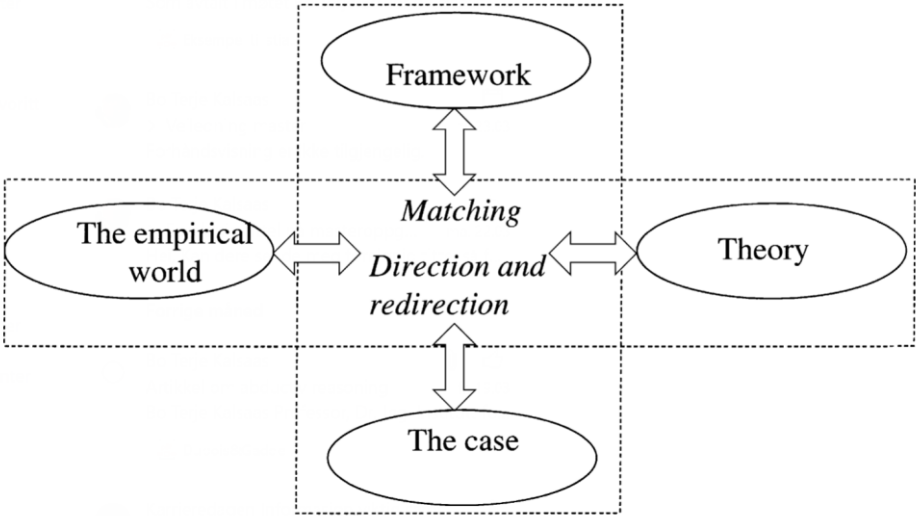 Framework
Matching
The empirical
world
Direction and
redirection
Theory
The case